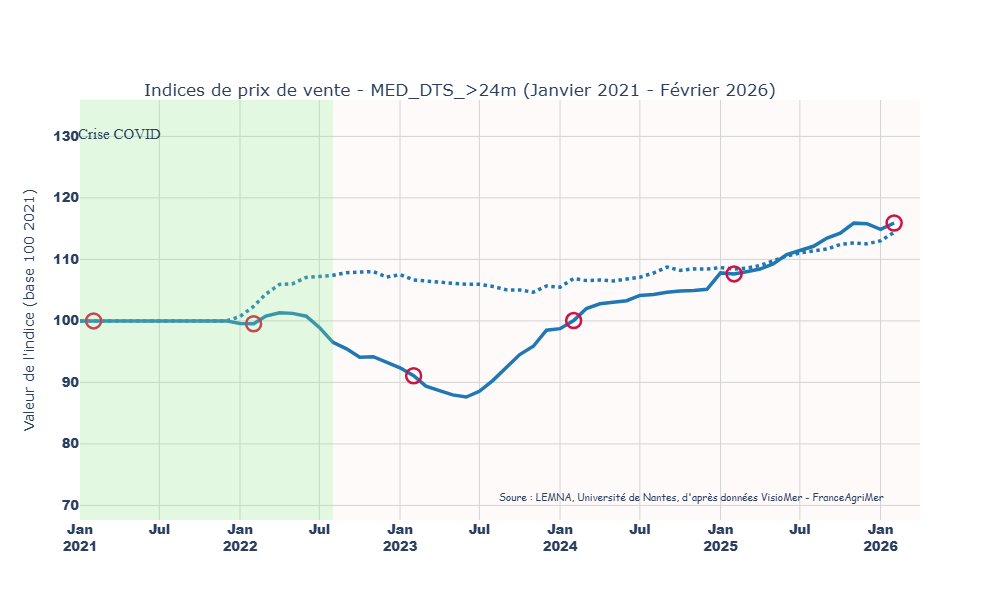 Indices de prix de vente - MED_DTS_>24m (Janvier 2021 - Février 2026)
Crise COVID
Valeur de l'indice (base 100 2021)
130
120
110
100
90
80
70
Soure : LEMNA, Université de Nantes, d'après données VisioMer - FranceAgriMer
Jan Jul Jan Jul Jan Jul Jan Jul Jan Jul Jan
2021 2022 2023 2024 2025 2026